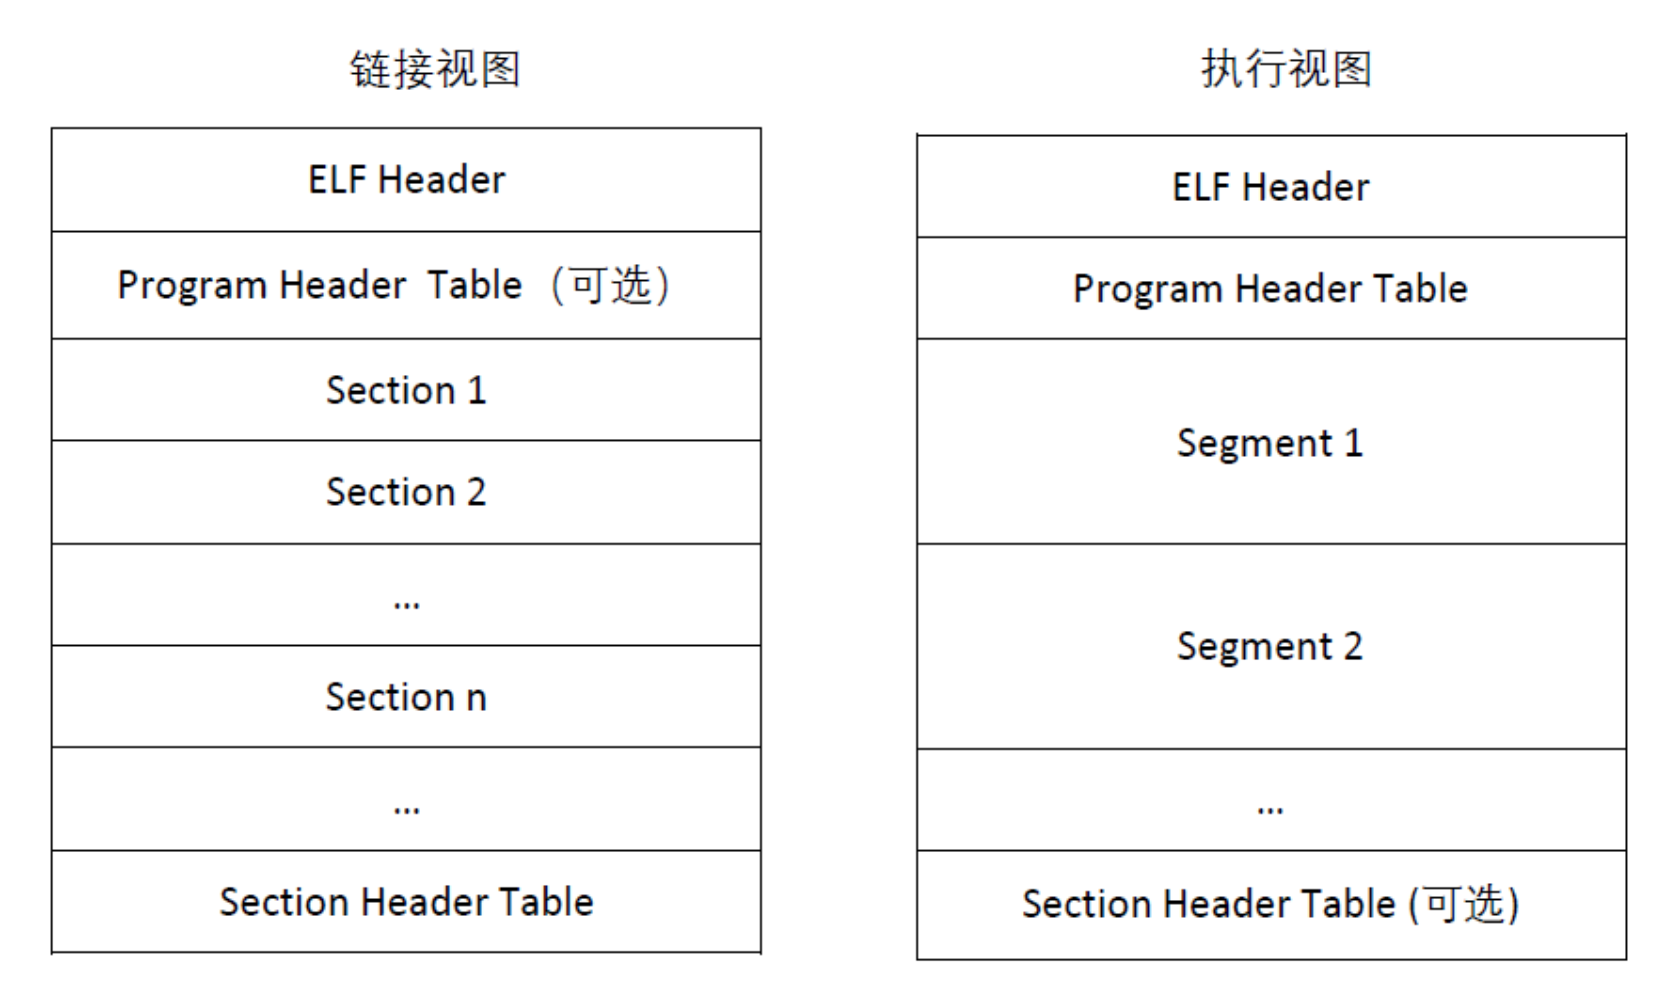 链接视图
ELF Header
Program Header Table（可选）
Section 1
Section 2
...
Section n
...
Section Header Table
执行视图
ELF Header
Program Header Table
Segment 1
Segment 2
...
Section Header Table (可选)